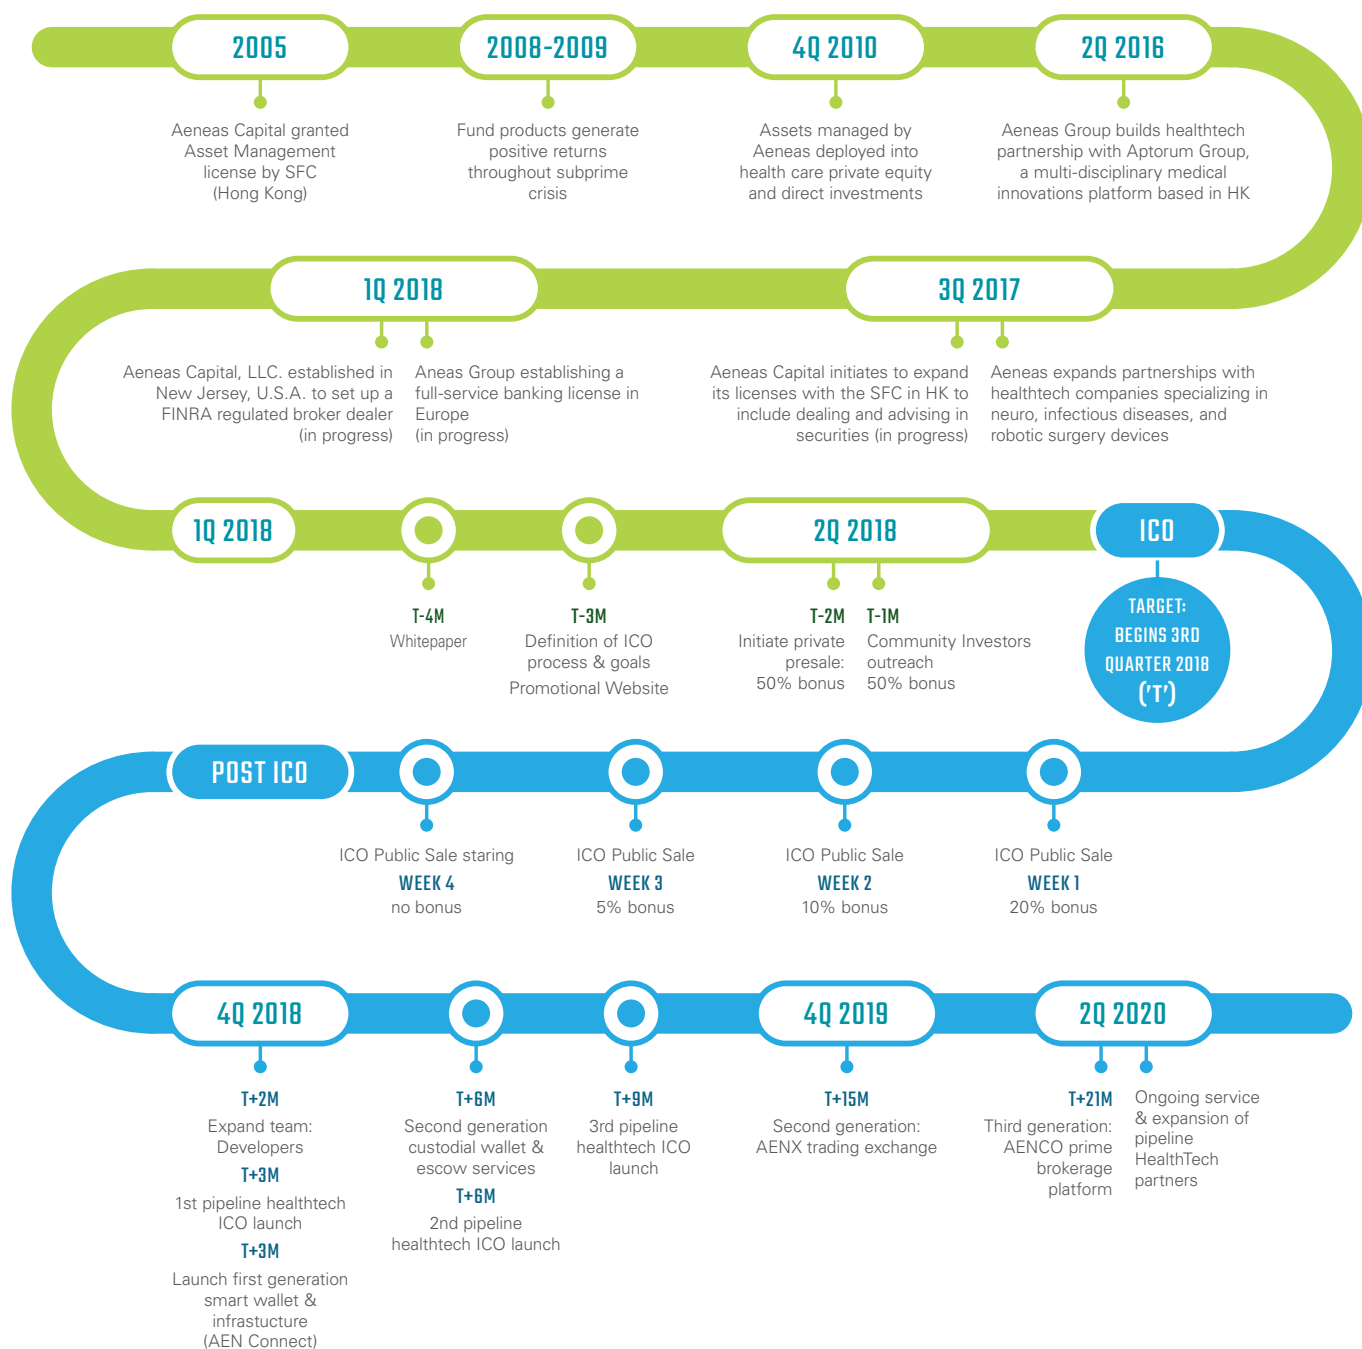 2005
Aeneas Capital granted
Asset Management
license by SFC
(Hong Kong)
2008-2009
Fund products generate
positive returns
throughout subprime
crisis
4Q 2010
Assets managed by
Aeneas deployed into
health care private equity
and direct investments
2Q 2016
Aeneas Group builds healthtech
partnership with Aptorum Group,
a multi-disciplinary medical
innovations platform based in HK
3Q 2017
Aeneas Capital initiates to expand
its licenses with the SFC in HK to
include dealing and advising in
securities (in progress)
Aeneas expands partnerships with
healthtech companies specializing in
neuro, infectious diseases, and
robotic surgery devices
1Q 2018
Aeneas Capital, LLC. established in
New Jersey, U.S.A. to set up a
FINRA regulated broker dealer
(in progress)
Aneas Group establishing a
full-service banking license in
Europe
(in progress)
1Q 2018
T-4M
Whitepaper
T-3M
Definition of ICO
process & goals
Promotional Website
2Q 2018
T-2M
Initiate private
presale:
50% bonus
T-1M
Community Investors
outreach
50% bonus
ICO
TARGET:
BEGINS 3RD
QUARTER 2018
('T')
ICO Public Sale
WEEK 1
20% bonus
ICO Public Sale
WEEK 2
10% bonus
ICO Public Sale
WEEK 3
5% bonus
ICO Public Sale staring
WEEK 4
no bonus
POST ICO
4Q 2018
T+2M
Expand team:
Developers
T+3M
1st pipeline healthtech
ICO launch
T+3M
Launch first generation
smart wallet &
infrastucture
(AEN Connect)
T+6M
Second generation
custodial wallet &
escow services
T+6M
2nd pipeline
healthtech ICO launch
T+9M
3rd pipeline
healthtech ICO
launch
4Q 2019
T+15M
Second generation:
AENX trading exchange
2Q 2020
T+21M
Third generation:
AENCO prime
brokerage
platform
Ongoing service
& expansion of
pipeline
HealthTech
partners